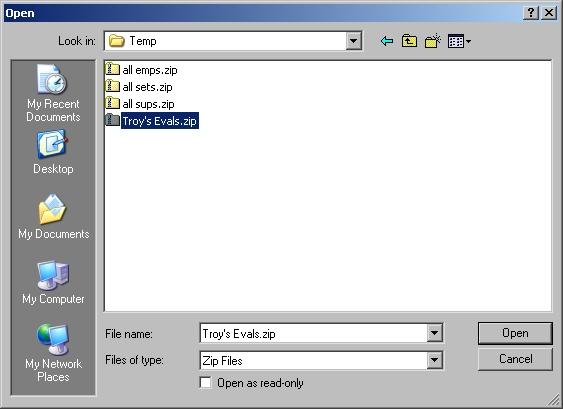 Open
Look in:
Temp
My Recent
Documents
Desktop
My Documents
My Computer
My Network
Places
all emps.zip
all sets.zip
all sups.zip
Troy's Evals.zip
File name:
Troy's Evals.zip
Open
Files of type:
Zip Files
Cancel
Open as read-only